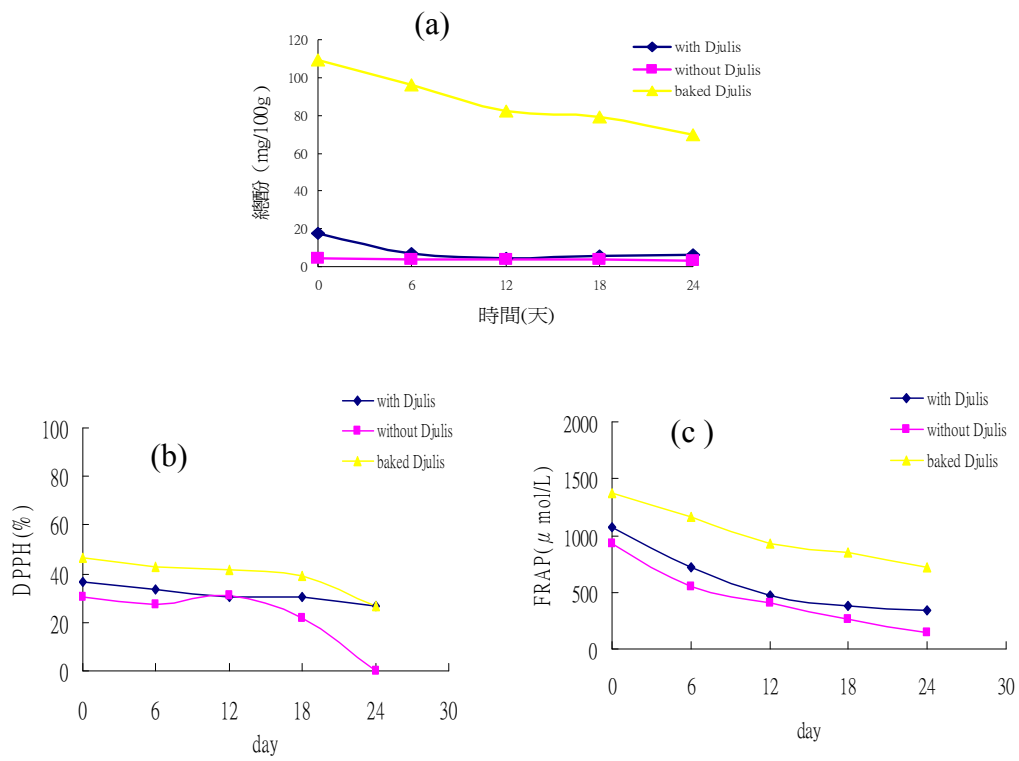 (a)
120
100
80
60
40
20
0
總酚 (mg/100g)
0 6 12 18 24
時間(天)
with Djulis
without Djulis
baked Djulis
(b)
with Djulis
without Djulis
baked Djulis
100
80
60
40
20
0
DPPH(%)
0 6 12 18 24 30
day
(c )
with Djulis
without Djulis
baked Djulis
2000
1500
1000
500
0
FRAP(μ mol/L)
0 6 12 18 24 30
day